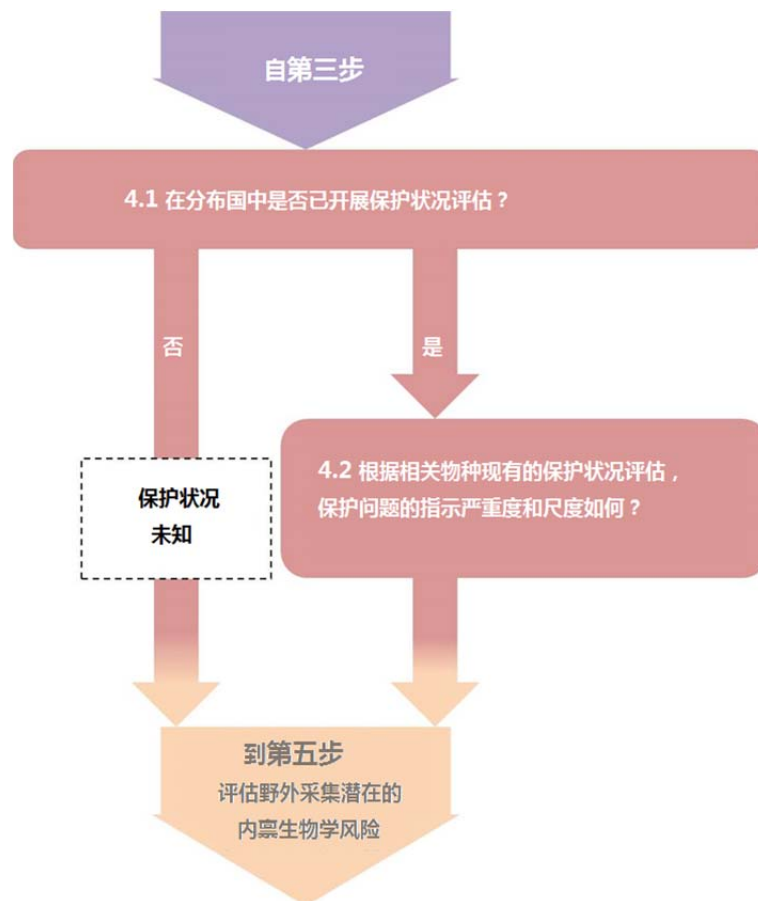 自第三步
4.1 在分布国中是否已开展保护状况评估？
否
是
4.2 根据相关物种现有的保护状况评估，
保护问题的指示严重度和尺度如何？
保护状况
未知
到第五步
评估野外采集潜在的
内禀生物学风险